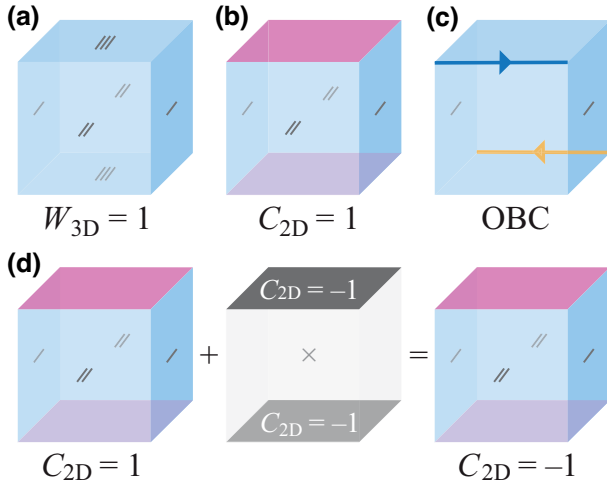 (a)
(b)
(c)
W3D = 1
C2D = 1
OBC
(d)
C2D = –1
+
×
=
C2D = –1
C2D = 1
C2D = –1